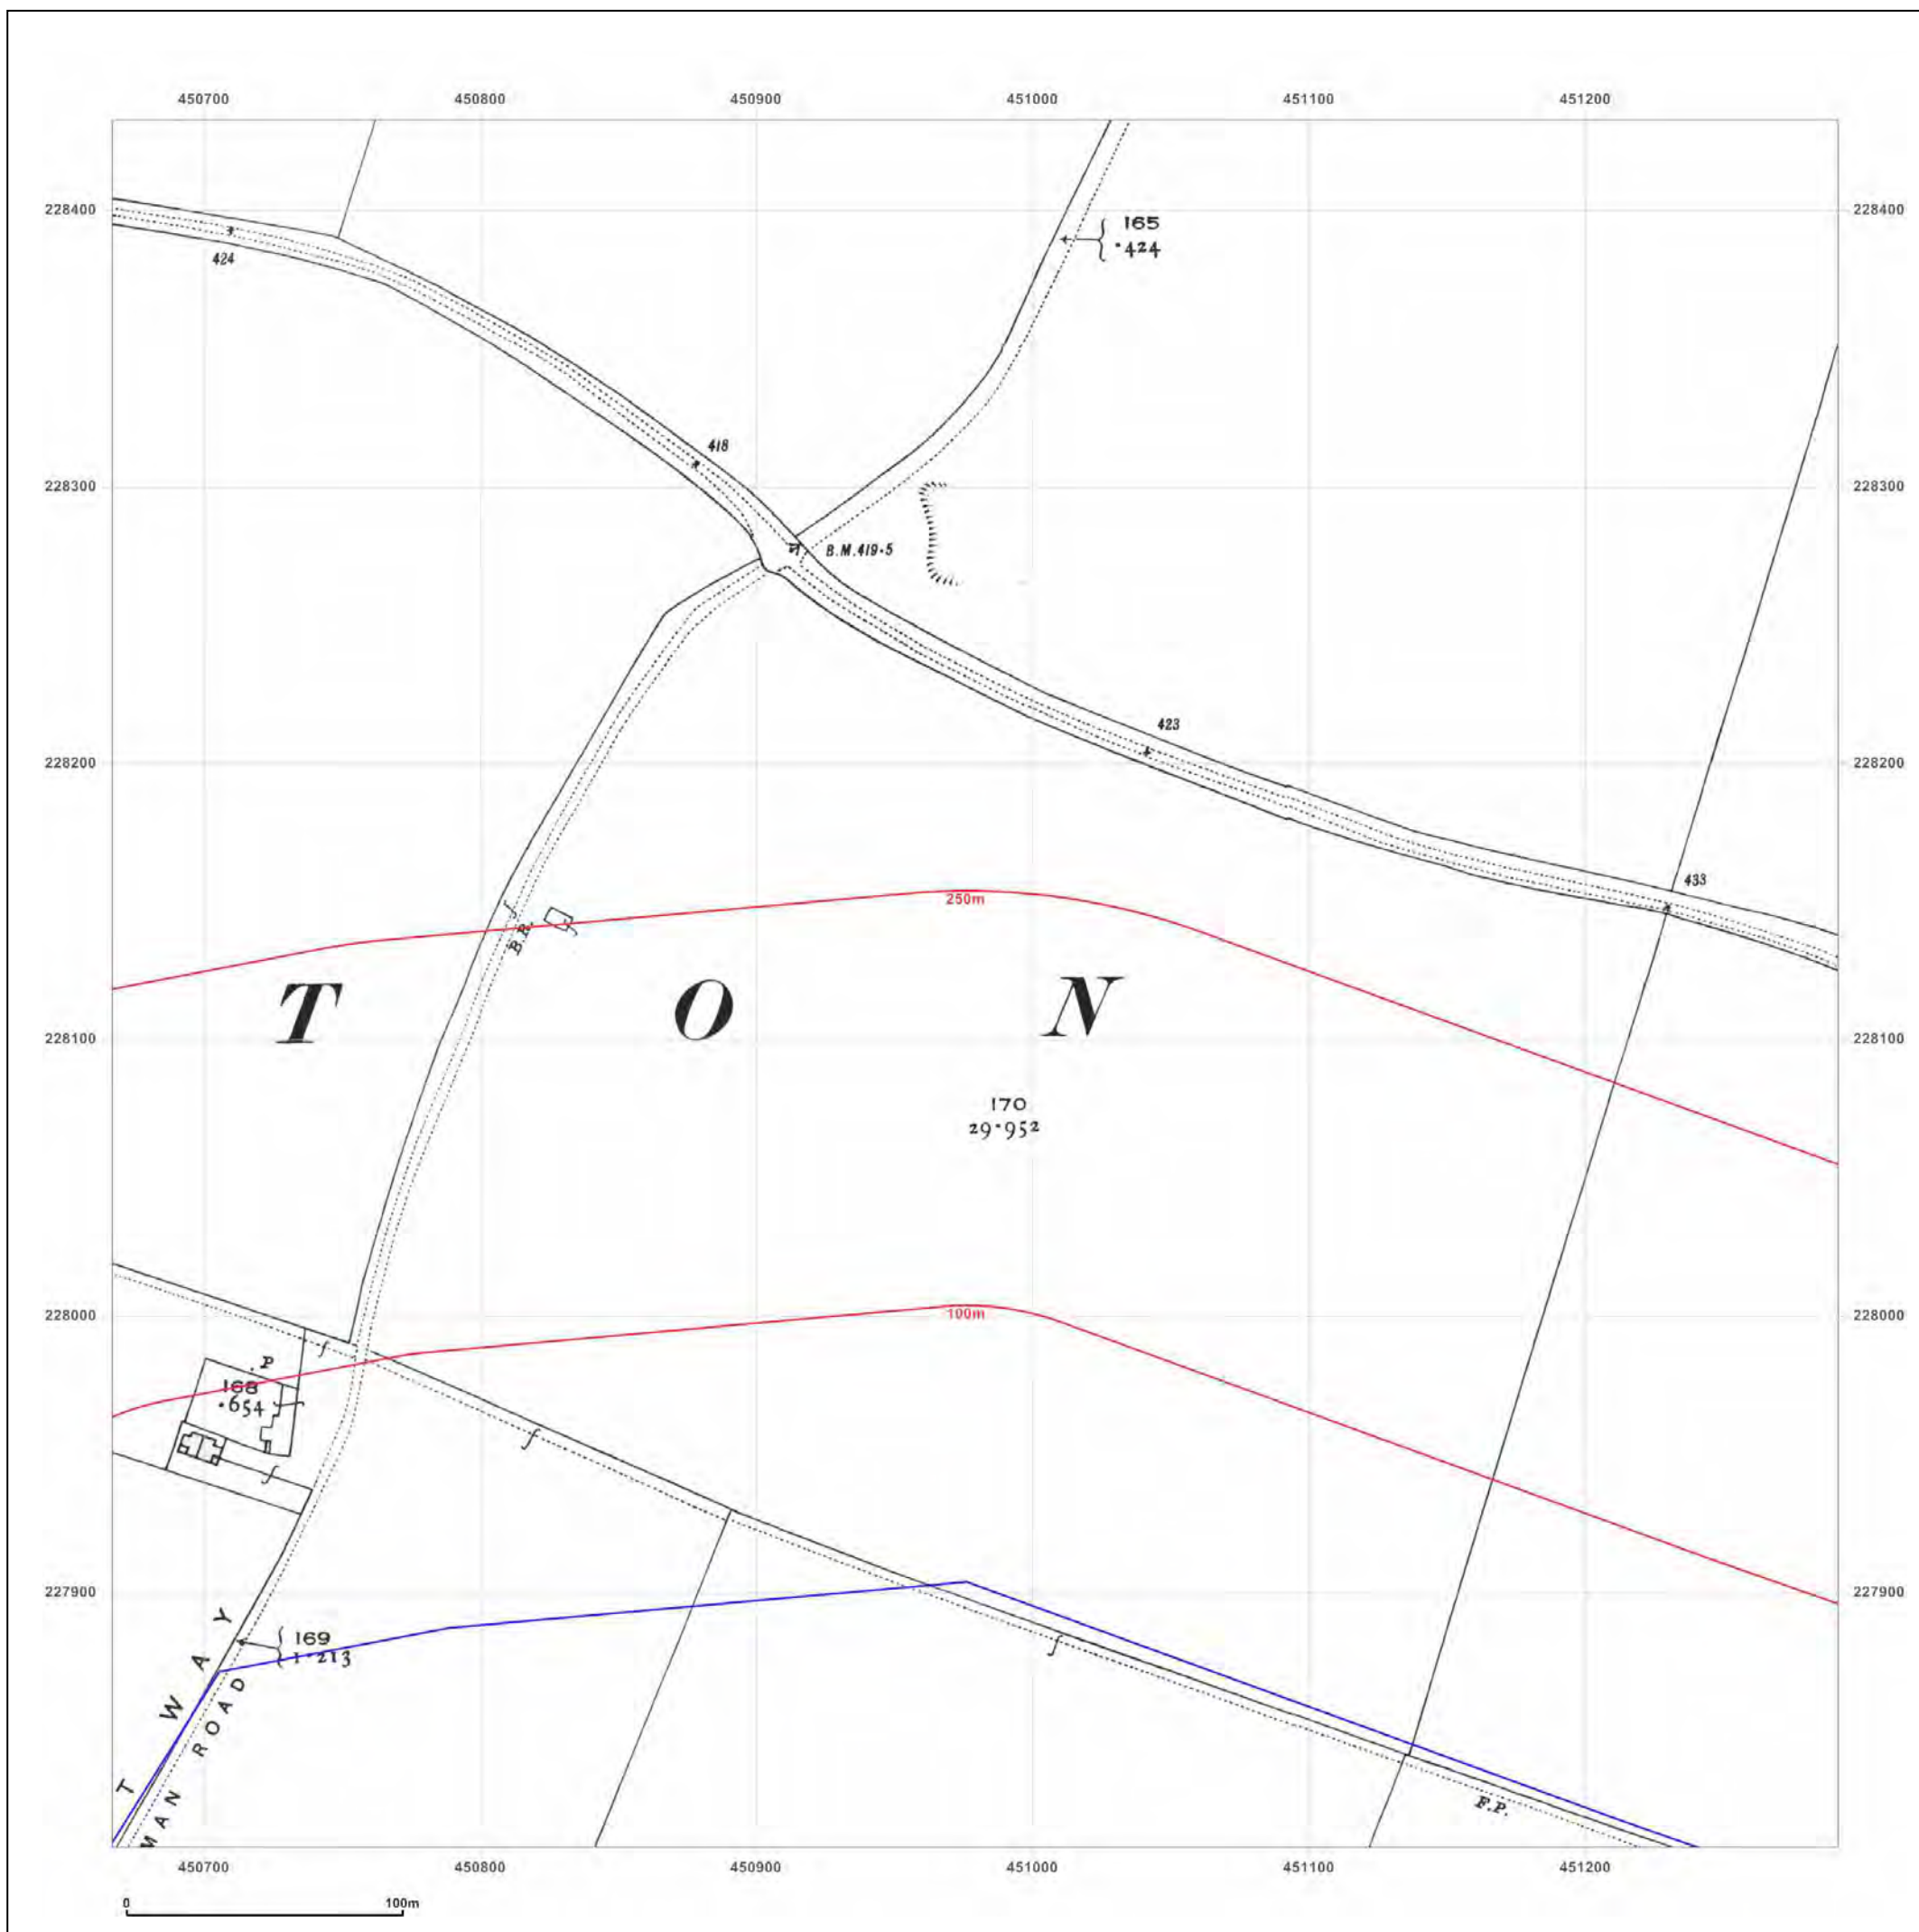 450700 450800 450900 451000 451100 451200
228400 228400
165
·424
424
418
228300 228300
B.M.419·5
423
228200 228200
433
250m
B.R.
T O N
228100 228100
170
29·952
228000 228000
100m
P
168
·654
227900 227900
169
1·213
T W A Y
MAN ROAD
F.P.
450700 450800 450900 451000 451100 451200
0 100m